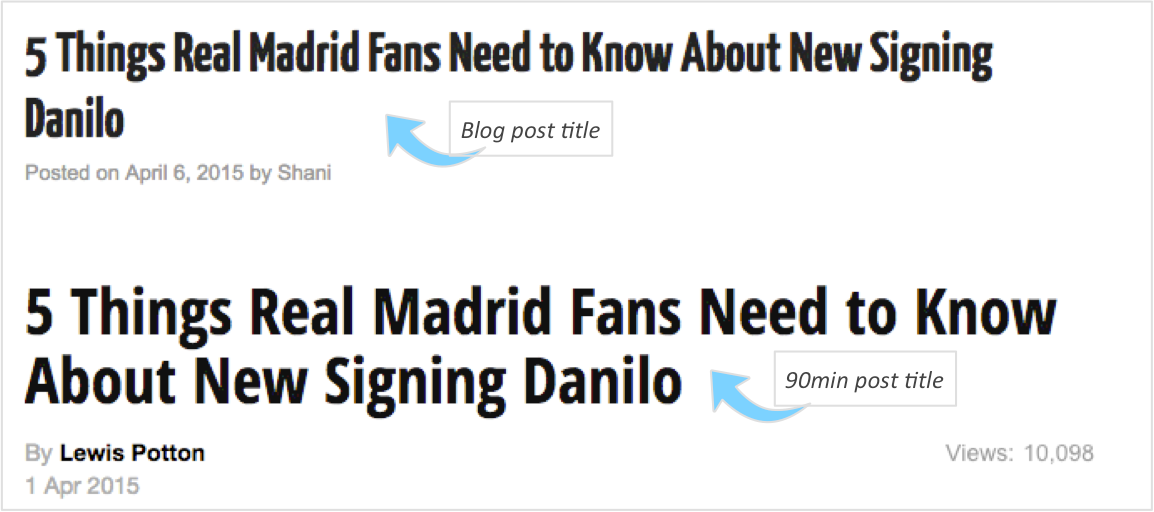 5 Things Real Madrid Fans Need to Know About New Signing
Danilo
Blog post title
Posted on April 6, 2015 by Shani
5 Things Real Madrid Fans Need to Know
About New Signing Danilo
90min post title
By Lewis Potton
Views: 10,098
1 Apr 2015